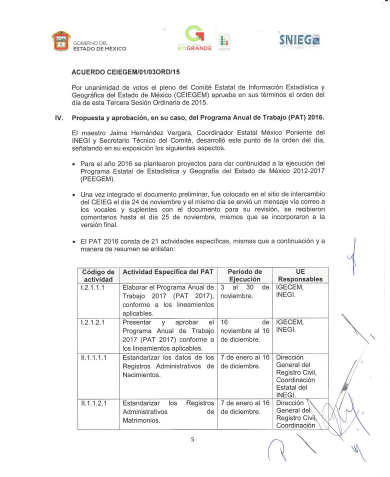 GOBIERNO DEL
ESTADO DE MÉXICO
enGRANDE
SNIEG
ACUERDO CEIEGEM/01/03ORD/15
Por unanimidad de votos el pleno del Comité Estatal de Información Estadística y
Geográfica del Estado de México (CEIEGEM) aprueba en sus términos el orden del
día de esta Tercera Sesión Ordinaria de 2015.
IV. Propuesta y aprobación, en su caso, del Programa Anual de Trabajo (PAT) 2016.
El maestro Jaime Hernández Vergara, Coordinador Estatal México Poniente del
INEGI y Secretario Técnico del Comité, desarrolló este punto de la orden del día,
señalando en su exposición los siguientes aspectos.
• Para el año 2016 se plantearon proyectos para dar continuidad a la ejecución del
Programa Estatal de Estadística y Geografía del Estado de México 2012-2017
(PEEGEM).
• Una vez integrado el documento preliminar, fue colocado en el sitio de intercambio
del CEIEG el día 24 de noviembre y el mismo día se envió un mensaje vía correo a
los vocales y suplentes con el documento para su revisión, se recibieron
comentarios hasta el día 25 de noviembre, mismos que se incorporaron a la
versión final.
• El PAT 2016 consta de 21 actividades específicas, mismas que a continuación y a
manera de resumen se enlistan:
Código de actividad Actividad Específica del PAT Periodo de Ejecución UE Responsables
I.2.1.1.1 Elaborar el Programa Anual de 3 al 30 de IGECEM,
Trabajo 2017 (PAT 2017), noviembre. INEGI.
conforme a los lineamientos
aplicables.
I.2.1.2.1 Presentar y aprobar el 16 de IGECEM,
Programa Anual de Trabajo noviembre al 16 INEGI.
2017 (PAT 2017) conforme a de diciembre.
los lineamientos aplicables.
II.1.1.1.1 Estandarizar los datos de los 7 de enero al 16 Dirección
Registros Administrativos de de diciembre. General del
Nacimientos. Registro Civil,
Coordinación
Estatal del
INEGI.
II.1.1.2.1 Estandarizar los Registros 7 de enero al 16 Dirección
Administrativos de de diciembre. General del
Matrimonios. Registro Civil,
Coordinación
5